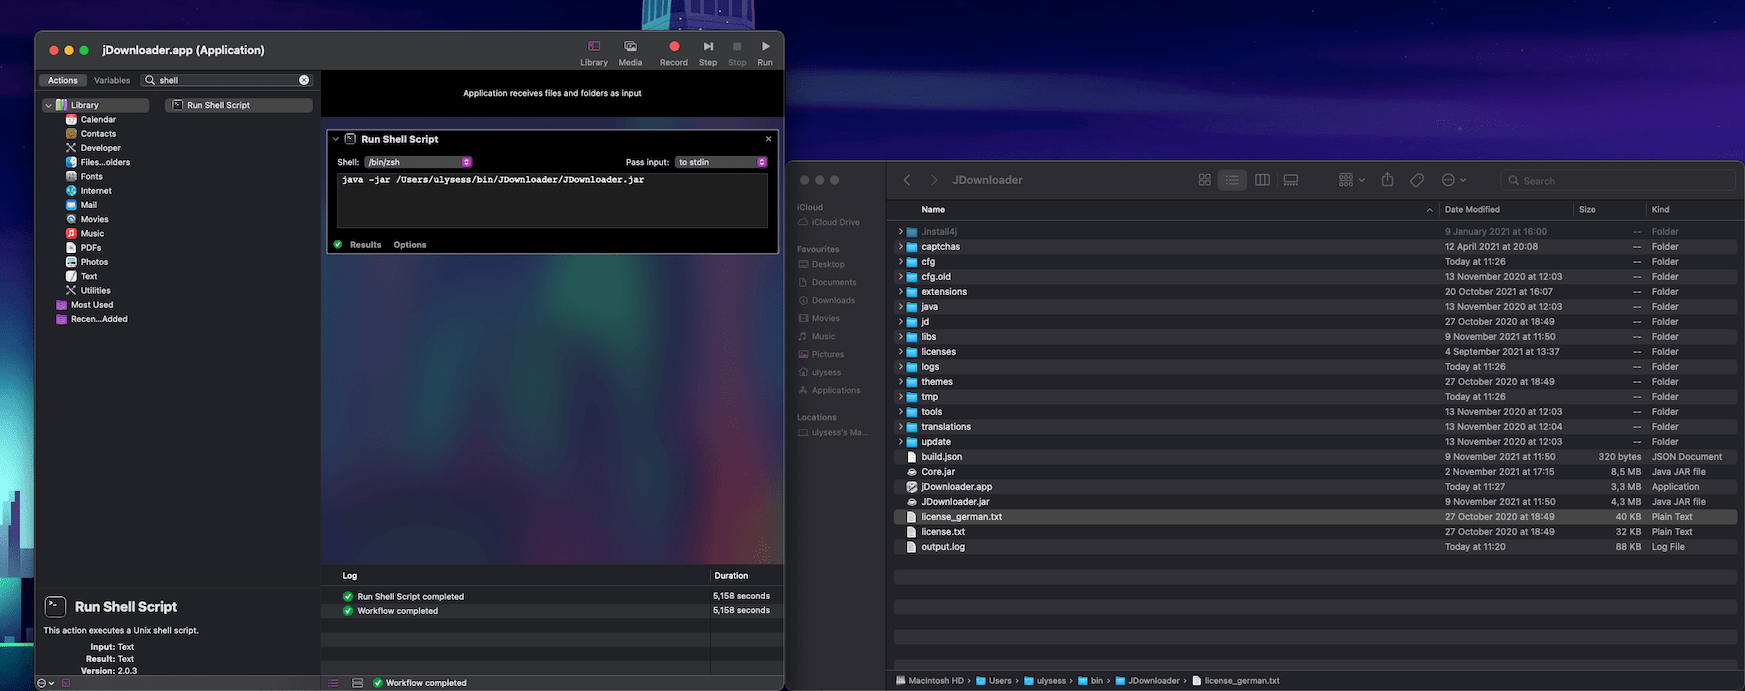 jDownloader.app (Application)
Library
Media
Record
Step
Stop
Run
Actions
Variables
shell
Library
Calendar
Contacts
Developer
Files...olders
Fonts
Internet
Mail
Movies
Music
PDFs
Photos
Text
Utilities
Most Used
Recen...Added
Run Shell Script
Application receives files and folders as input
Run Shell Script
Shell: /bin/zsh
Pass input: to stdin
java -jar /Users/ulysess/bin/JDownloader/JDownloader.jar
Results Options
Log Duration
Run Shell Script completed 5,158 seconds
Workflow completed 5,158 seconds
Workflow completed
Run Shell Script
This action executes a Unix shell script.
Input: Text
Result: Text
Version: 2.0.3
JDownloader
Search
iCloud
iCloud Drive
Favourites
Desktop
Documents
Downloads
Movies
Music
Pictures
ulysess
Applications
Locations
ulysess's Ma...
Name Date Modified Size Kind
.install4j 9 January 2021 at 16:00 -- Folder
captchas 12 April 2021 at 20:08 -- Folder
cfg Today at 11:26 -- Folder
cfg.old 13 November 2020 at 12:03 -- Folder
extensions 20 October 2021 at 16:07 -- Folder
java 13 November 2020 at 12:03 -- Folder
jd 27 October 2020 at 18:49 -- Folder
libs 9 November 2021 at 11:50 -- Folder
licenses 4 September 2021 at 13:37 -- Folder
logs Today at 11:26 -- Folder
themes 27 October 2020 at 18:49 -- Folder
tmp Today at 11:26 -- Folder
tools 13 November 2020 at 12:03 -- Folder
translations 13 November 2020 at 12:04 -- Folder
update 13 November 2020 at 12:03 -- Folder
build.json 9 November 2021 at 11:50 320 bytes JSON Document
Core.jar 2 November 2021 at 17:15 8,5 MB Java JAR file
jDownloader.app Today at 11:27 3,3 MB Application
JDownloader.jar 9 November 2021 at 11:50 4,3 MB Java JAR file
license_german.txt 27 October 2020 at 18:49 40 KB Plain Text
license.txt 27 October 2020 at 18:49 32 KB Plain Text
output.log Today at 11:20 88 KB Log File
Macintosh HD › Users › ulysess › bin › JDownloader › license_german.txt